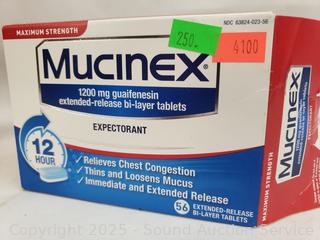 MAXIMUM STRENGTH
NDC 63824-023-56
250.
4100
Mucinex®
1200 mg guaifenesin
extended-release bi-layer tablets
EXPECTORANT
12
HOUR
✓ Relieves Chest Congestion
✓ Thins and Loosens Mucus
✓ Immediate and Extended Release
56 EXTENDED-RELEASE
BI-LAYER TABLETS
MAXIMUM STRENGTH
EXPECTORANT
Copyright 2025 - Sound Auction Service